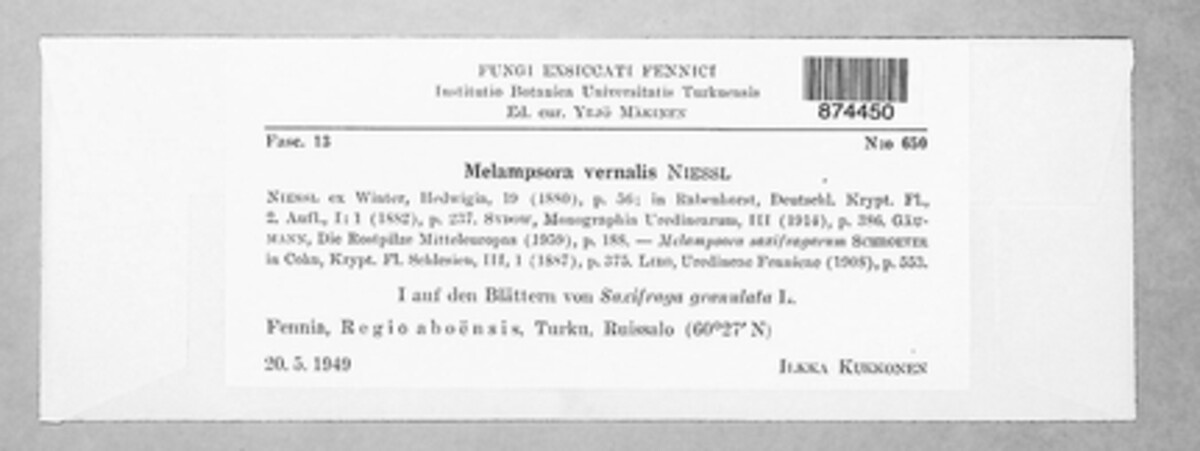 FUNGI EXSICCATI FENNICI
Instituto Botanica Universitatis Turkuensis
Ed. cur. YRJÖ MÄKINEN
874450
Fasc. 13 N:o 650
Melampsora vernalis NIESSL
NIESSL ex Winter, Hedwigia, 19 (1880), p. 56; in Rabenhorst, Deutschl. Krypt. Fl.,
2. Aufl., I: 1 (1882), p. 237. SYDOW, Monographia Uredinearum, III (1914), p. 386. GÄU-
MANN, Die Rostpilze Mitteleuropas (1959), p. 188. — Melampsora saxifragarum SCHROETER
in Cohn, Krypt. Fl. Schlesien, III, 1 (1887), p. 375. LIRO, Uredineae Fennicae (1908), p. 553.
I auf den Blättern von Saxifraga granulata L.
Fennia, Regio aboënsis, Turku, Ruissalo (60°27' N)
20. 5. 1949 ILKKA KUKKONEN